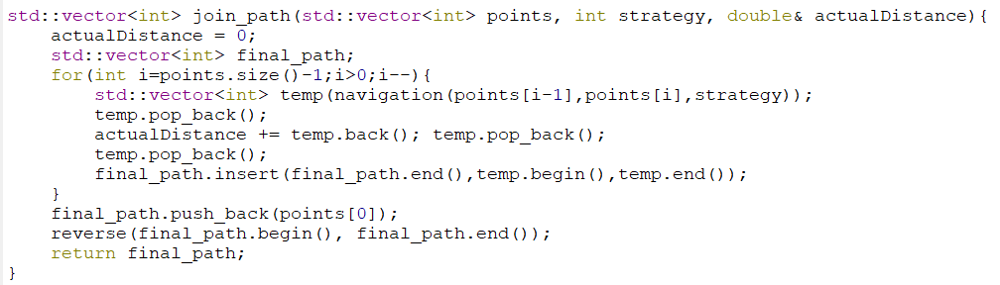 std::vector<int> join_path(std::vector<int> points, int strategy, double& actualDistance){
    actualDistance = 0;
    std::vector<int> final_path;
    for(int i=points.size()-1;i>0;i--){
        std::vector<int> temp(navigation(points[i-1],points[i],strategy));
        temp.pop_back();
        actualDistance += temp.back(); temp.pop_back();
        temp.pop_back();
        final_path.insert(final_path.end(),temp.begin(),temp.end());
    }
    final_path.push_back(points[0]);
    reverse(final_path.begin(), final_path.end());
    return final_path;
}